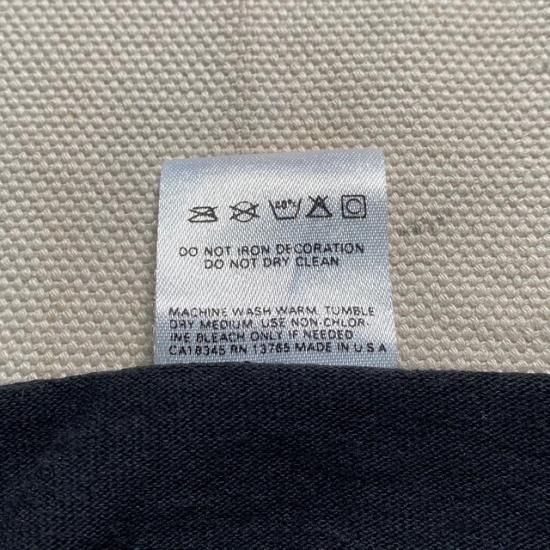 40°
DO NOT IRON DECORATION
DO NOT DRY CLEAN
MACHINE WASH WARM, TUMBLE
DRY MEDIUM. USE NON-CHLOR-
INE BLEACH ONLY IF NEEDED
CA18345 RN 13765 MADE IN U S A